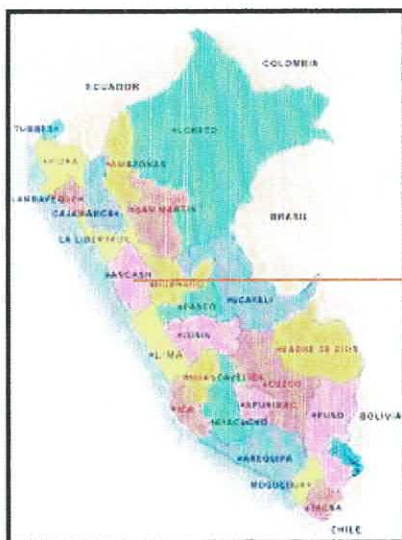 COLOMBIA
ECUADOR
TUMBES
LORETO
PIURA
AMAZONAS
LAMBAYEQUE
CAJAMARCA
SAN MARTIN
BRASIL
LA LIBERTAD
ANCASH
HUANUCO
UCAYALI
PASCO
JUNIN
LIMA
MADRE DE DIOS
HUANCAVELICA
CUZCO
ICA
APURIMAC
PUNO
BOLIVIA
AYACUCHO
AREQUIPA
MOQUEGUA
TACNA
CHILE